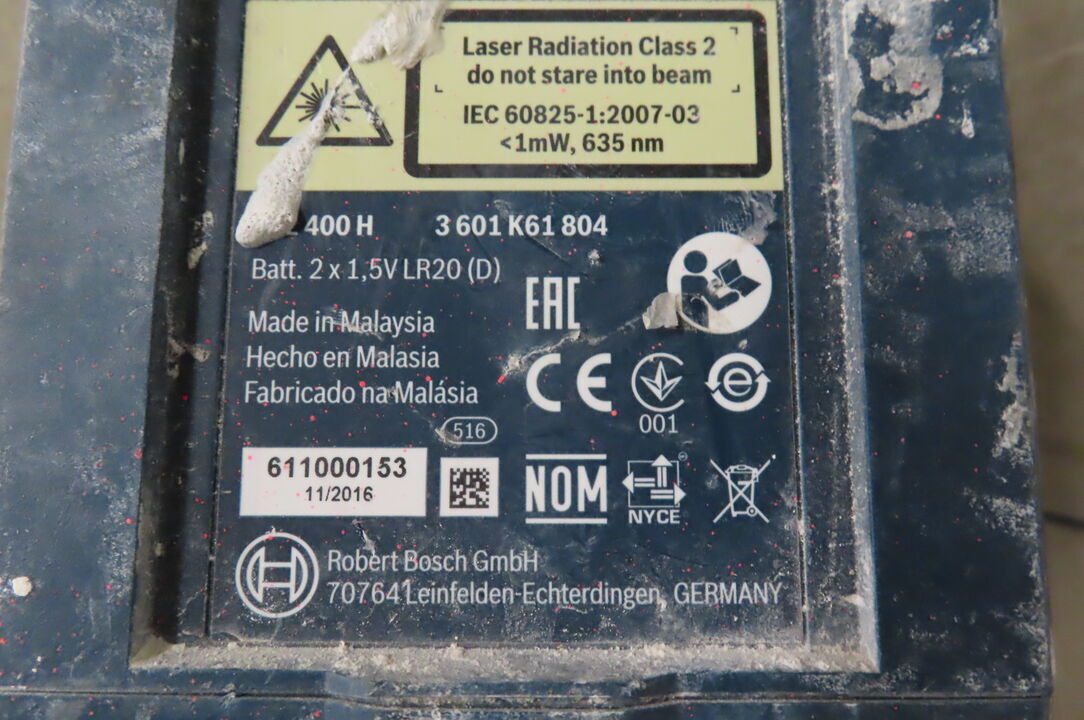 Laser Radiation Class 2
do not stare into beam
IEC 60825-1:2007-03
<1mW, 635 nm
400 H 3 601 K61 804
Batt. 2 x 1,5V LR20 (D)
EAC
Made in Malaysia
Hecho en Malasia
Fabricado na Malásia
CE
e
001
516
611000153
11/2016
NOM
NYCE
Robert Bosch GmbH
70764 Leinfelden-Echterdingen, GERMANY